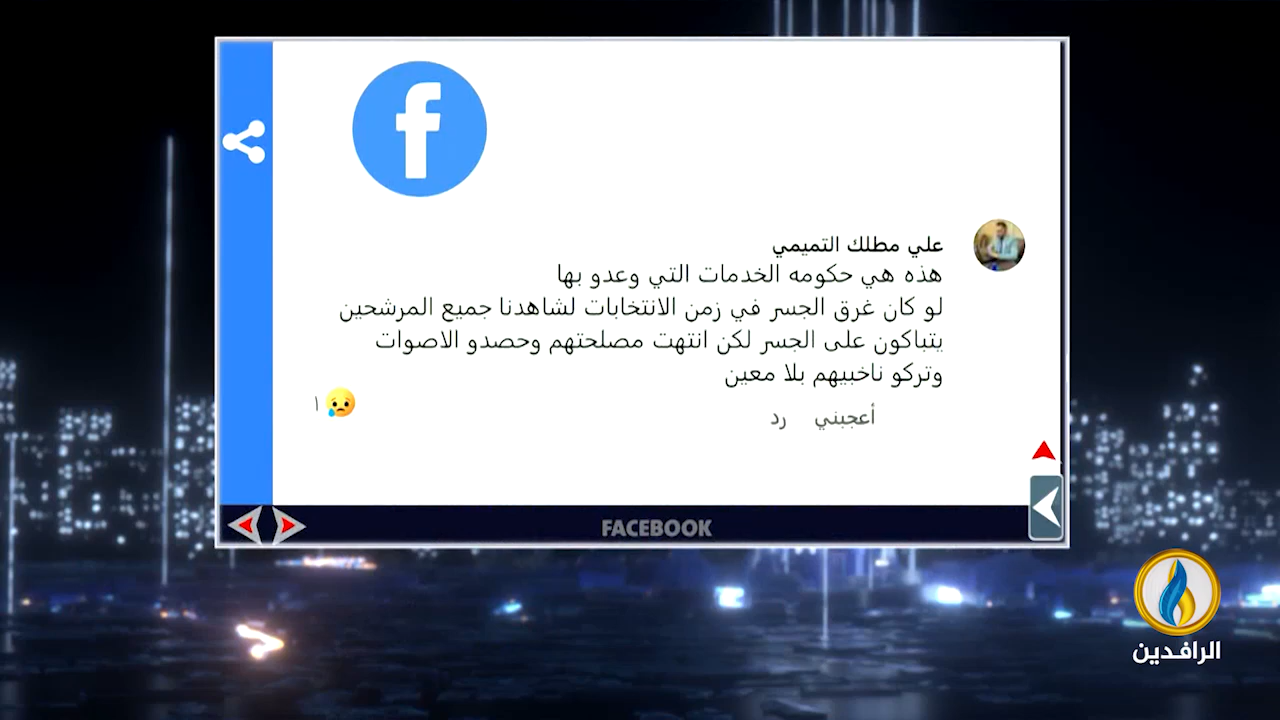 علي مطلك التميمي
هذه هي حكومه الخدمات التي وعدو بها
لو كان غرق الجسر في زمن الانتخابات لشاهدنا جميع المرشحين
يتباكون على الجسر لكن انتهت مصلحتهم وحصدو الاصوات
وتركو ناخبيهم بلا معين
١
أعجبني رد
FACEBOOK
الرافدين